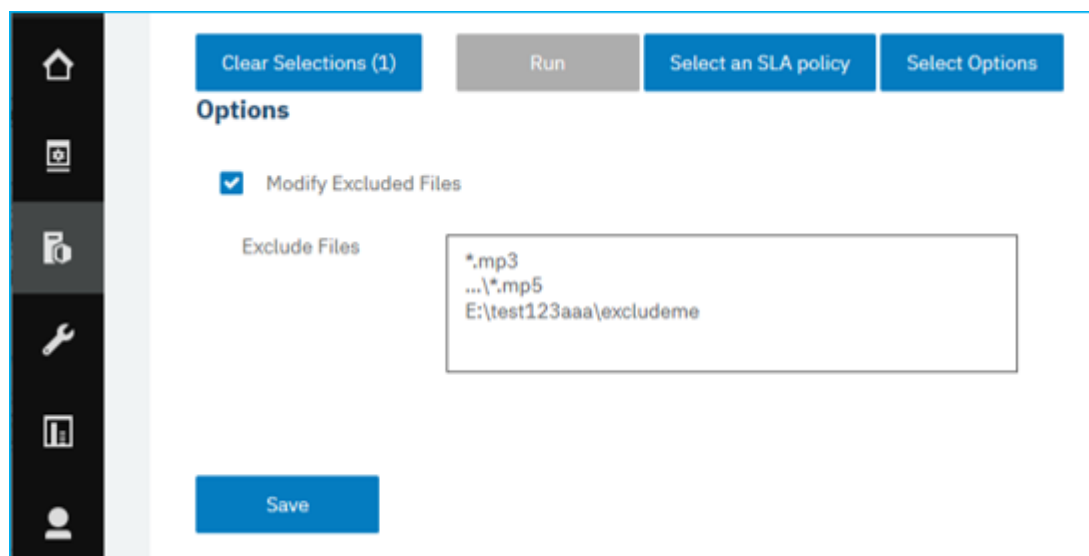 Clear Selections (1) Run Select an SLA policy Select Options
Options
Modify Excluded Files
Exclude Files
*.mp3
...\*.mp5
E:\test123aaa\excludeme
Save